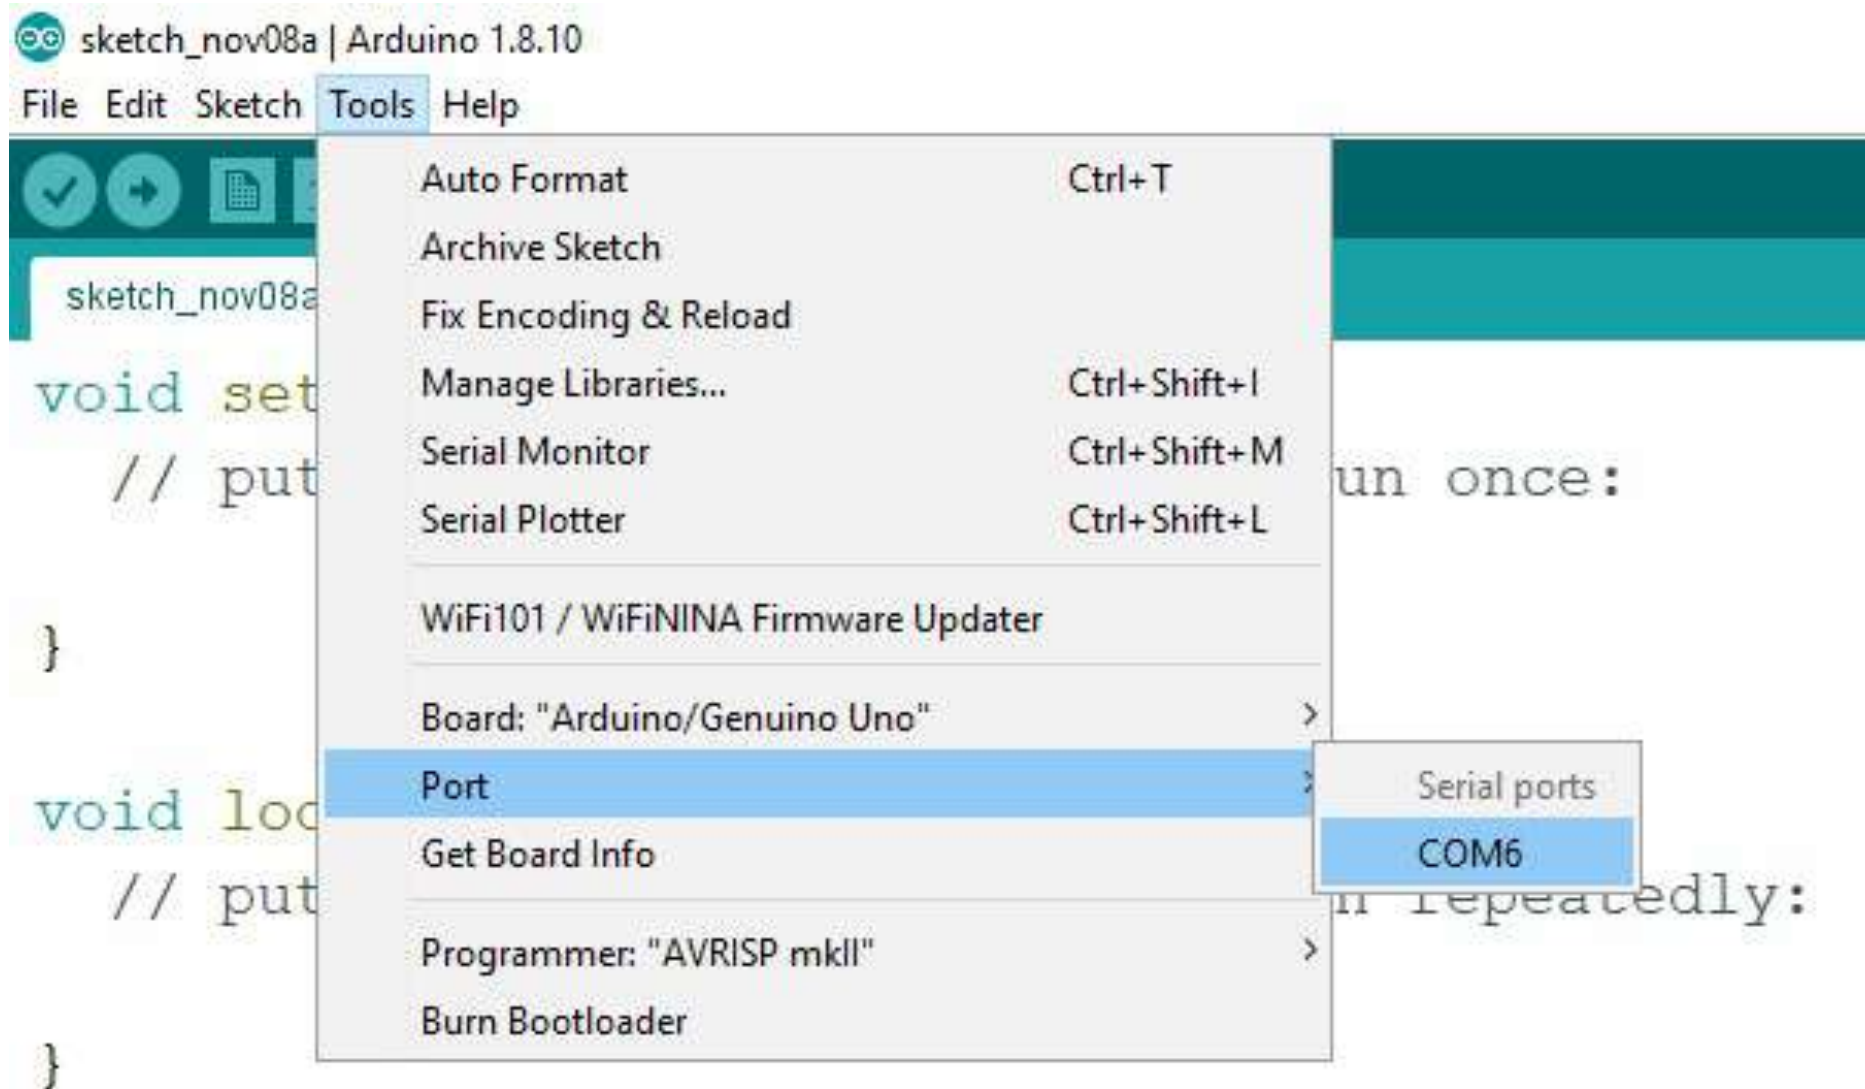 sketch_nov08a | Arduino 1.8.10
File Edit Sketch Tools Help
Auto Format Ctrl+T
Archive Sketch
sketch_nov08a
Fix Encoding & Reload
void set
Manage Libraries... Ctrl+Shift+I
Serial Monitor Ctrl+Shift+M
// put un once:
Serial Plotter Ctrl+Shift+L
WiFi101 / WiFiNINA Firmware Updater
}
Board: "Arduino/Genuino Uno"
Port
Serial ports
void loo
Get Board Info
COM6
// put n repeatedly:
Programmer: "AVRISP mkII"
Burn Bootloader
}